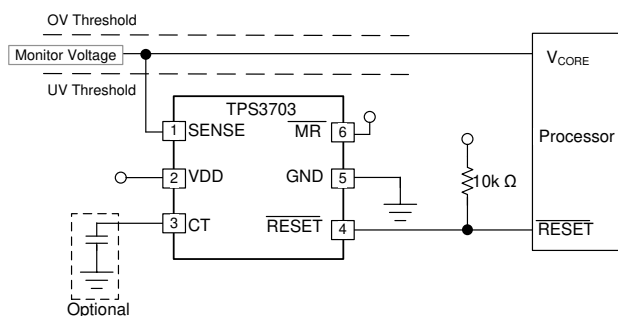 OV Threshold
Monitor Voltage
UV Threshold
VCORE
Processor
RESET
TPS3703
1 SENSE
MR 6
2 VDD
GND 5
3 CT
RESET 4
10k Ω
Optional